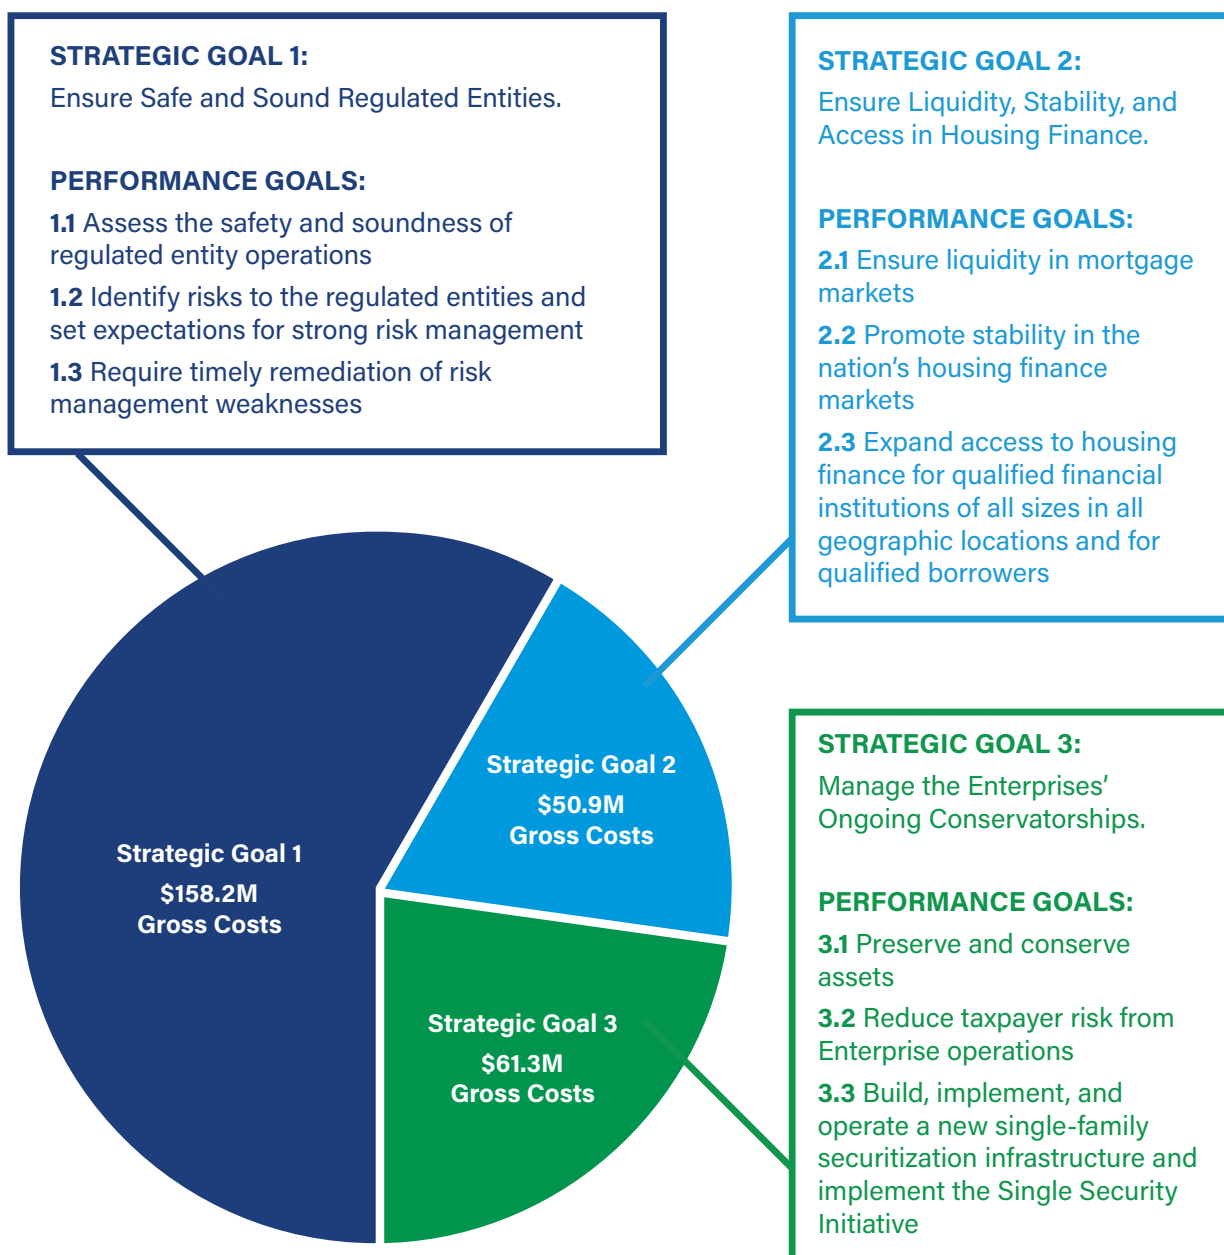 STRATEGIC GOAL 1:
Ensure Safe and Sound Regulated Entities.
PERFORMANCE GOALS:
1.1 Assess the safety and soundness of
regulated entity operations
1.2 Identify risks to the regulated entities and
set expectations for strong risk management
1.3 Require timely remediation of risk
management weaknesses
STRATEGIC GOAL 2:
Ensure Liquidity, Stability, and
Access in Housing Finance.
PERFORMANCE GOALS:
2.1 Ensure liquidity in mortgage
markets
2.2 Promote stability in the
nation’s housing finance
markets
2.3 Expand access to housing
finance for qualified financial
institutions of all sizes in all
geographic locations and for
qualified borrowers
Strategic Goal 1
$158.2M
Gross Costs
Strategic Goal 2
$50.9M
Gross Costs
Strategic Goal 3
$61.3M
Gross Costs
STRATEGIC GOAL 3:
Manage the Enterprises’
Ongoing Conservatorships.
PERFORMANCE GOALS:
3.1 Preserve and conserve
assets
3.2 Reduce taxpayer risk from
Enterprise operations
3.3 Build, implement, and
operate a new single-family
securitization infrastructure and
implement the Single Security
Initiative